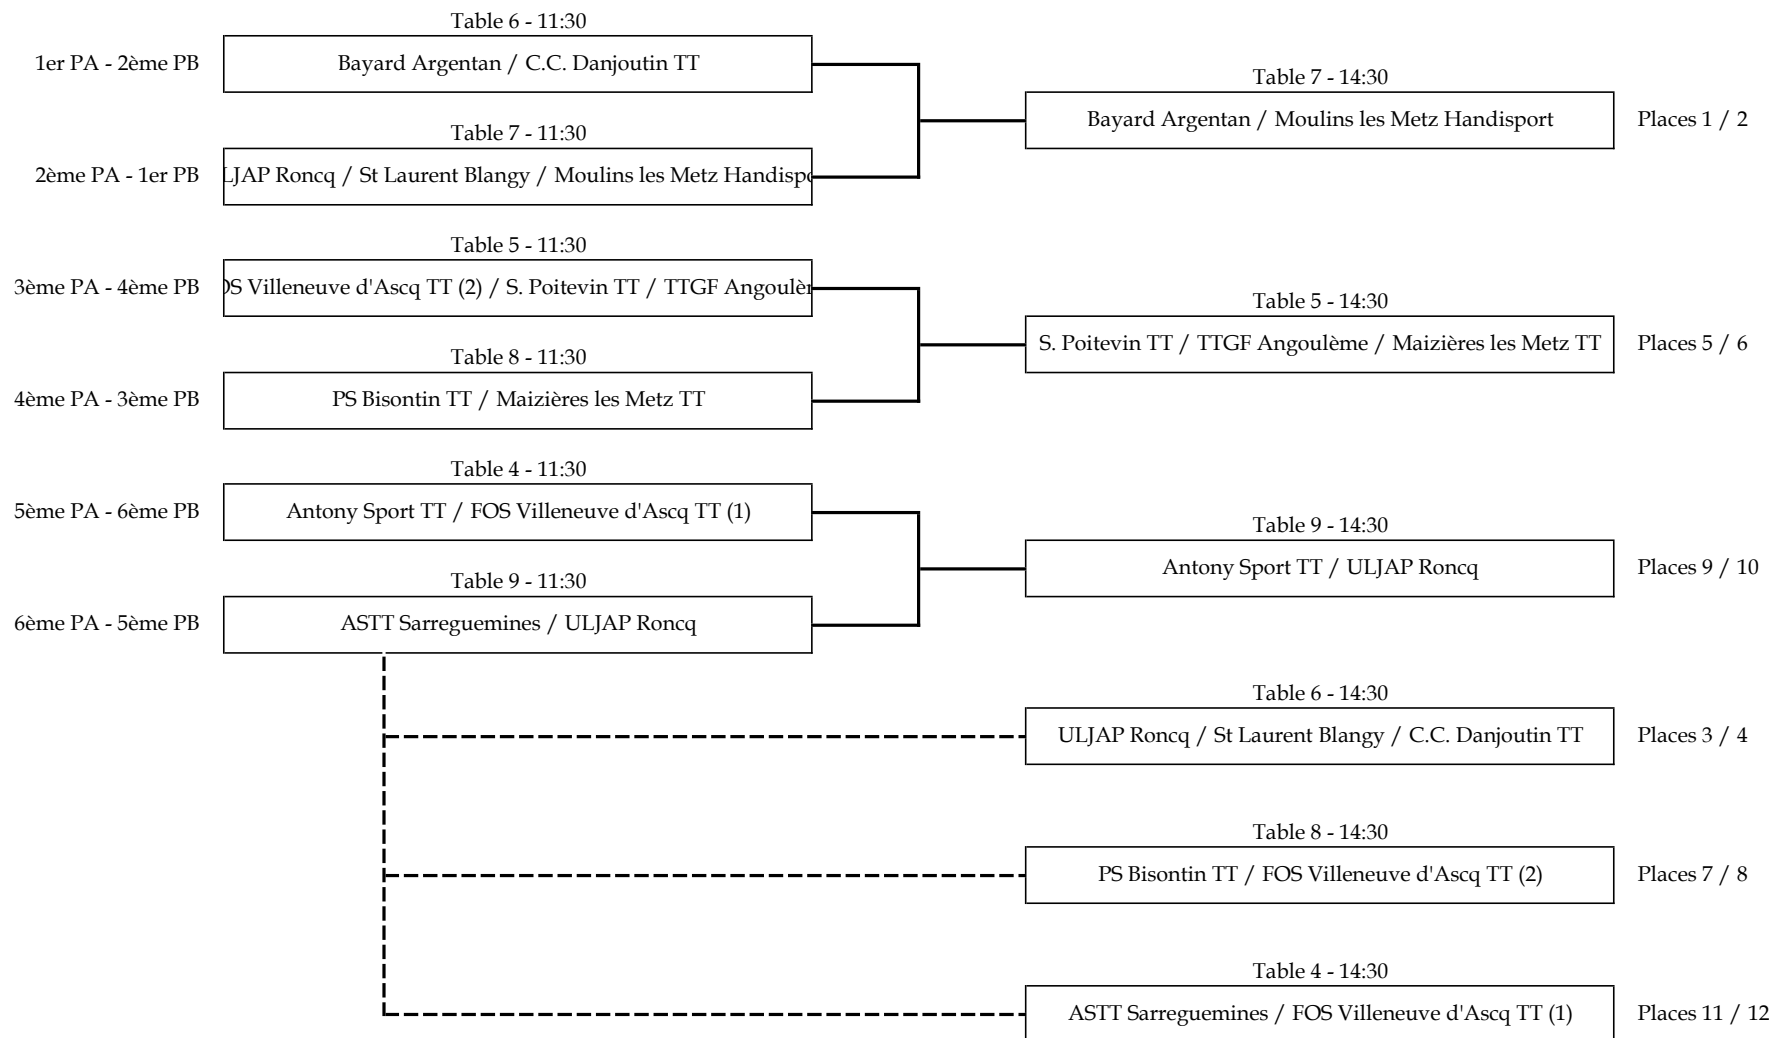 Table 6 - 11:30
1er PA - 2ème PB
Bayard Argentan / C.C. Danjoutin TT
Table 7 - 14:30
Bayard Argentan / Moulins les Metz Handisport
Places 1 / 2
Table 7 - 11:30
2ème PA - 1er PB
LJAP Roncq / St Laurent Blangy / Moulins les Metz Handispo
Table 5 - 11:30
3ème PA - 4ème PB
OS Villeneuve d'Ascq TT (2) / S. Poitevin TT / TTGF Angoulèm
Table 5 - 14:30
S. Poitevin TT / TTGF Angoulème / Maizières les Metz TT
Places 5 / 6
Table 8 - 11:30
4ème PA - 3ème PB
PS Bisontin TT / Maizières les Metz TT
Table 4 - 11:30
5ème PA - 6ème PB
Antony Sport TT / FOS Villeneuve d'Ascq TT (1)
Table 9 - 14:30
Antony Sport TT / ULJAP Roncq
Places 9 / 10
Table 9 - 11:30
6ème PA - 5ème PB
ASTT Sarreguemines / ULJAP Roncq
Table 6 - 14:30
ULJAP Roncq / St Laurent Blangy / C.C. Danjoutin TT
Places 3 / 4
Table 8 - 14:30
PS Bisontin TT / FOS Villeneuve d'Ascq TT (2)
Places 7 / 8
Table 4 - 14:30
ASTT Sarreguemines / FOS Villeneuve d'Ascq TT (1)
Places 11 / 12